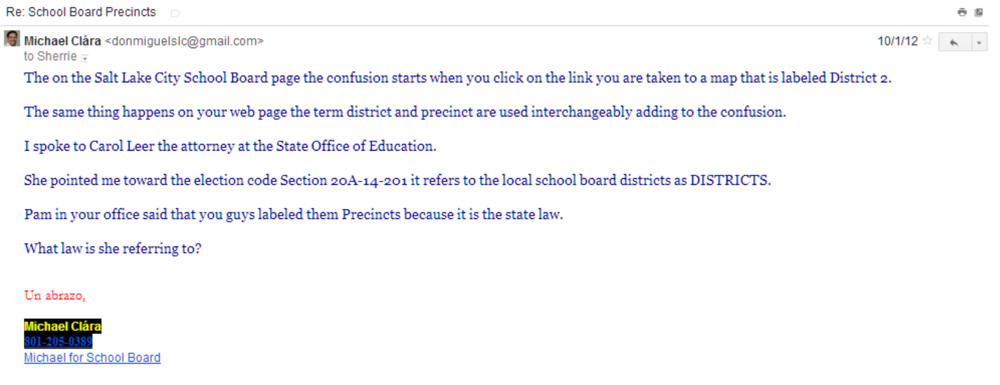 Re: School Board Precincts
Michael Clára <donmiguelslc@gmail.com>
10/1/12
to Sherrie
The on the Salt Lake City School Board page the confusion starts when you click on the link you are taken to a map that is labeled District 2.
The same thing happens on your web page the term district and precinct are used interchangeably adding to the confusion.
I spoke to Carol Leer the attorney at the State Office of Education.
She pointed me toward the election code Section 20A-14-201 it refers to the local school board districts as DISTRICTS.
Pam in your office said that you guys labeled them Precincts because it is the state law.
What law is she referring to?
Un abrazo,
Michael Clára
801-205-0389
Michael for School Board